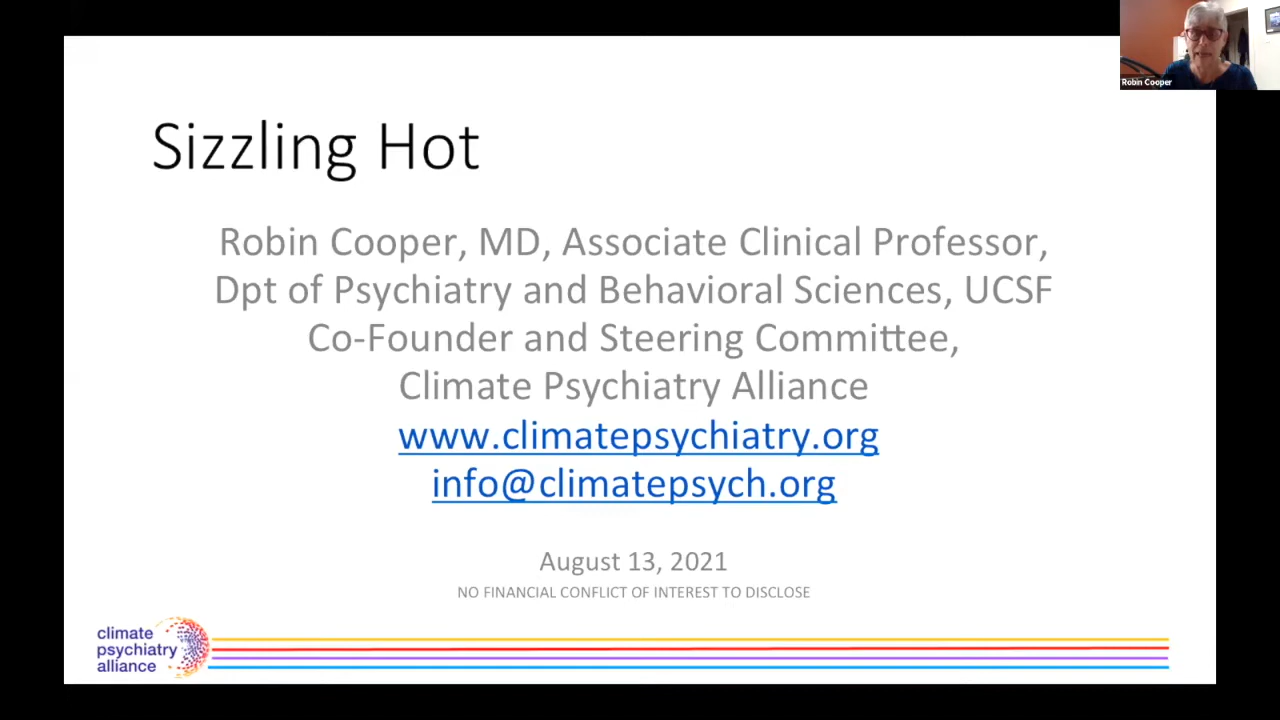 Robin Cooper
Sizzling Hot
Robin Cooper, MD, Associate Clinical Professor,
Dpt of Psychiatry and Behavioral Sciences, UCSF
Co-Founder and Steering Committee,
Climate Psychiatry Alliance
www.climatepsychiatry.org
info@climatepsych.org
August 13, 2021
NO FINANCIAL CONFLICT OF INTEREST TO DISCLOSE
climate
psychiatry
alliance